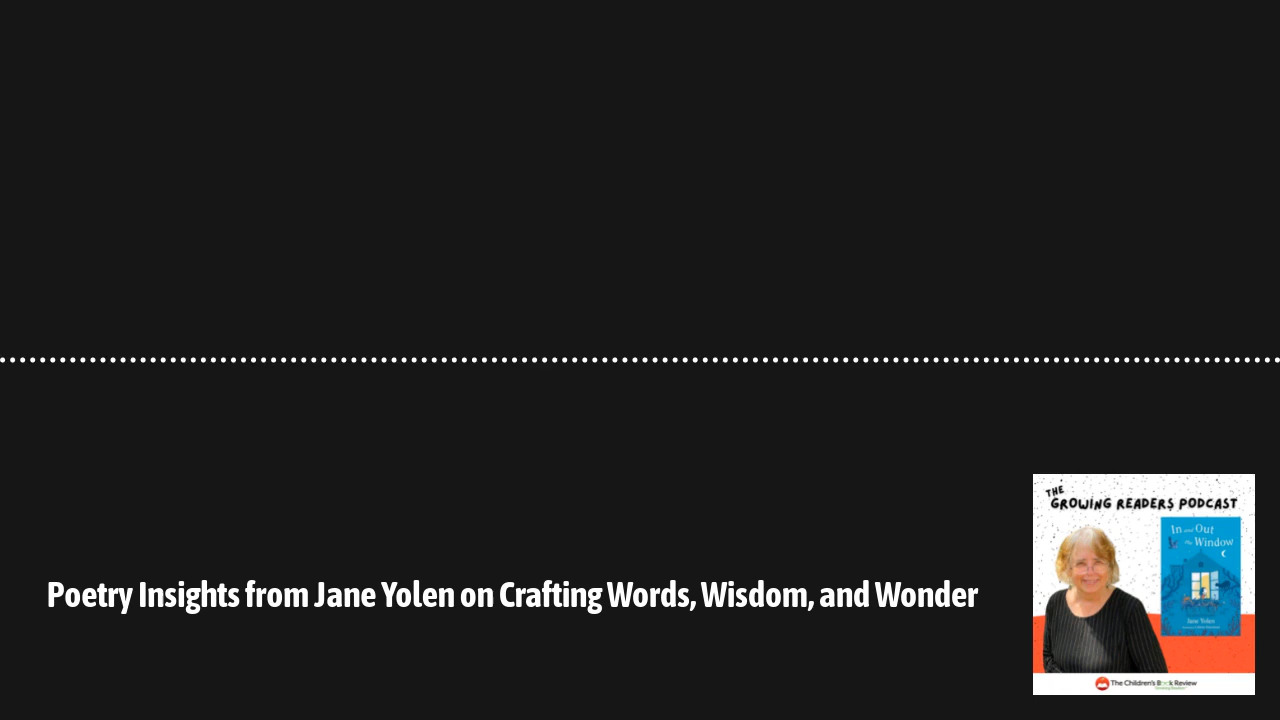 Poetry Insights from Jane Yolen on Crafting Words, Wisdom, and Wonder
THE
GROWING READERS PODCAST
In and Out
the Window
Jane Yolen
The Children's Book Review